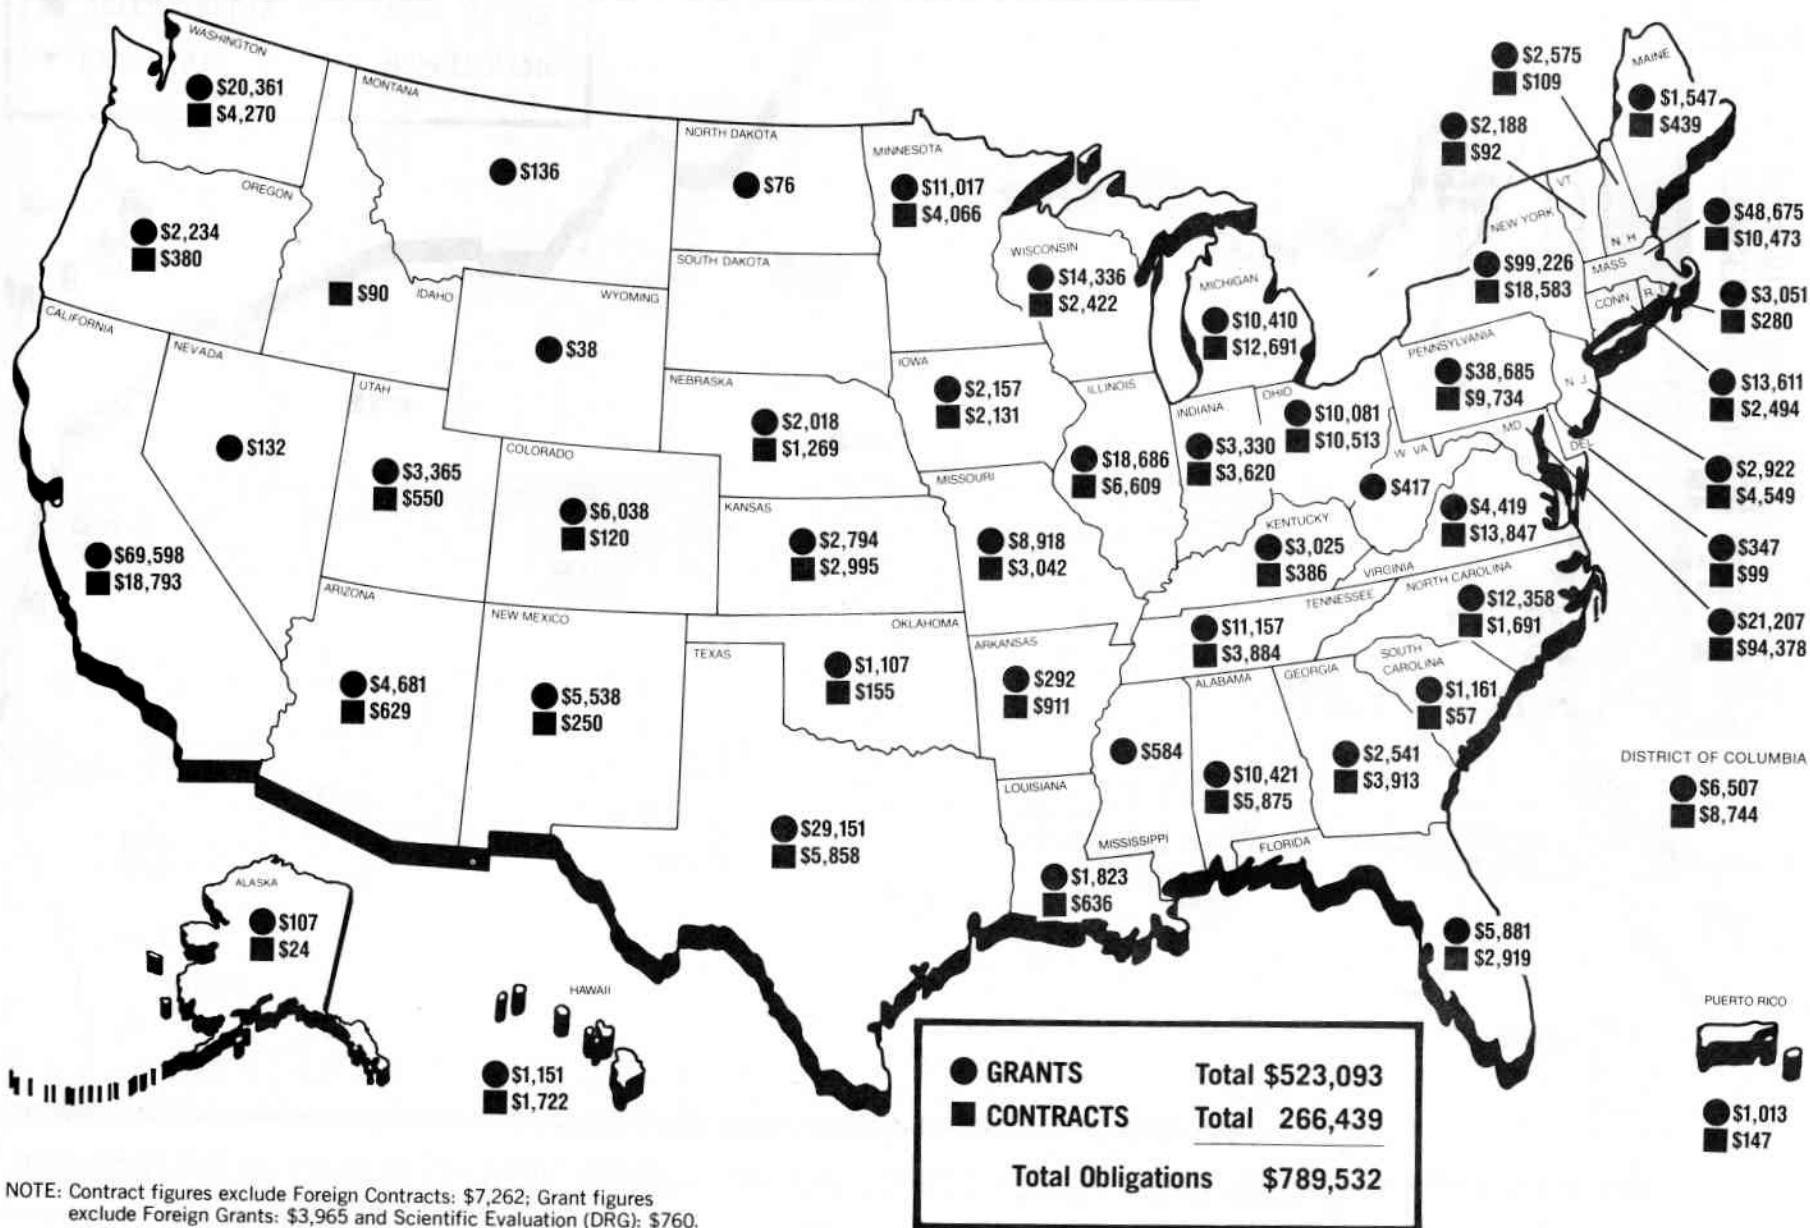 WASHINGTON
$20,361
$4,270
MONTANA
$136
NORTH DAKOTA
$76
MINNESOTA
$11,017
$4,066
$2,575
$109
MAINE
$1,547
$439
$2,188
$92
OREGON
$2,234
$380
IDAHO
$90
WYOMING
$38
SOUTH DAKOTA
WISCONSIN
$14,336
$2,422
MICHIGAN
$10,410
$12,691
VT.
N H
NEW YORK
$99,226
$18,583
MASS
$48,675
$10,473
CONN
R I
$3,051
$280
CALIFORNIA
$69,598
$18,793
NEVADA
$132
UTAH
$3,365
$550
COLORADO
$6,038
$120
NEBRASKA
$2,018
$1,269
IOWA
$2,157
$2,131
ILLINOIS
$18,686
$6,609
INDIANA
$3,330
$3,620
OHIO
$10,081
$10,513
PENNSYLVANIA
$38,685
$9,734
N J
$13,611
$2,494
MD
DEL
W VA
$417
$2,922
$4,549
KANSAS
$2,794
$2,995
MISSOURI
$8,918
$3,042
KENTUCKY
$3,025
$386
$4,419
$13,847
VIRGINIA
$347
$99
ARIZONA
$4,681
$629
NEW MEXICO
$5,538
$250
OKLAHOMA
$1,107
$155
TEXAS
$29,151
$5,858
ARKANSAS
$292
$911
TENNESSEE
$11,157
$3,884
NORTH CAROLINA
$12,358
$1,691
$21,207
$94,378
SOUTH
CAROLINA
$1,161
$57
GEORGIA
$2,541
$3,913
ALABAMA
$10,421
$5,875
$584
MISSISSIPPI
LOUISIANA
$1,823
$636
FLORIDA
$5,881
$2,919
DISTRICT OF COLUMBIA
$6,507
$8,744
ALASKA
$107
$24
HAWAII
$1,151
$1,722
PUERTO RICO
$1,013
$147
GRANTS Total $523,093
CONTRACTS Total 266,439
Total Obligations $789,532
NOTE: Contract figures exclude Foreign Contracts: $7,262; Grant figures
exclude Foreign Grants: $3,965 and Scientific Evaluation (DRG): $760.